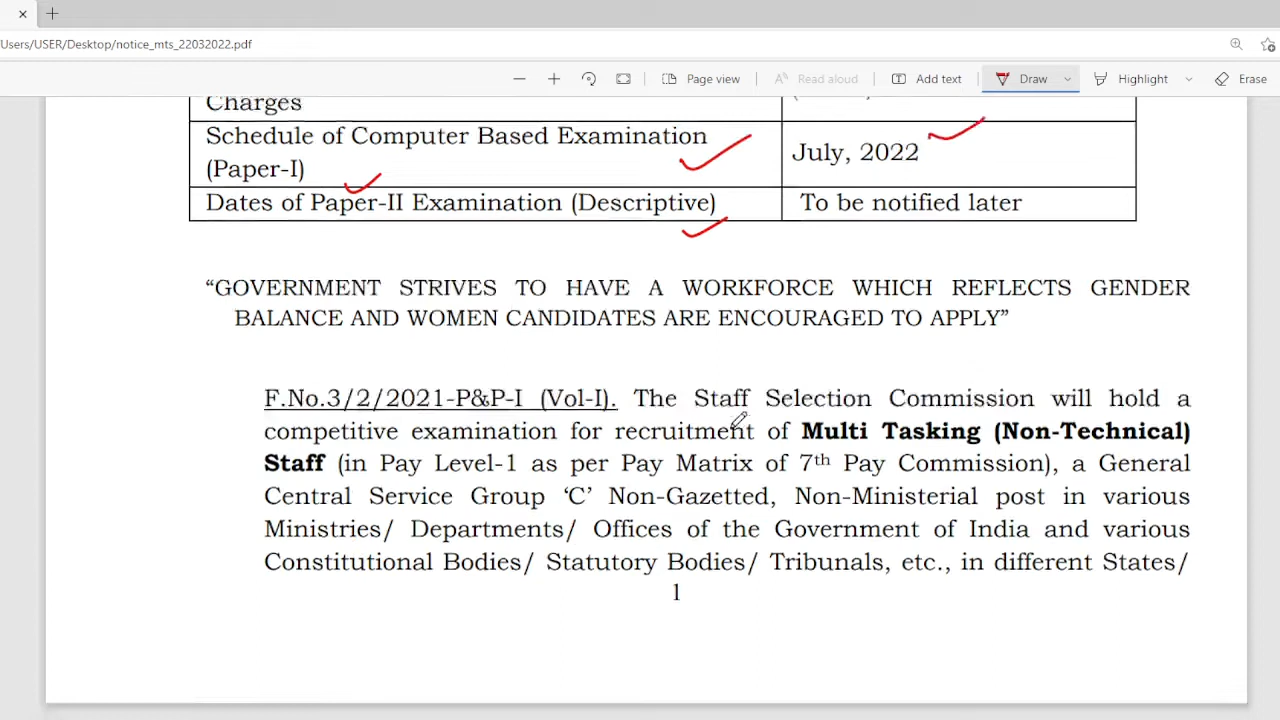 Users/USER/Desktop/notice_mts_22032022.pdf
Page view
Read aloud
Add text
Draw
Highlight
Erase
Charges
Schedule of Computer Based Examination
(Paper-I)
July, 2022
Dates of Paper-II Examination (Descriptive)
To be notified later
“GOVERNMENT STRIVES TO HAVE A WORKFORCE WHICH REFLECTS GENDER
BALANCE AND WOMEN CANDIDATES ARE ENCOURAGED TO APPLY”
F.No.3/2/2021-P&P-I (Vol-I). The Staff Selection Commission will hold a
competitive examination for recruitment of Multi Tasking (Non-Technical)
Staff (in Pay Level-1 as per Pay Matrix of 7th Pay Commission), a General
Central Service Group ‘C’ Non-Gazetted, Non-Ministerial post in various
Ministries/ Departments/ Offices of the Government of India and various
Constitutional Bodies/ Statutory Bodies/ Tribunals, etc., in different States/
1